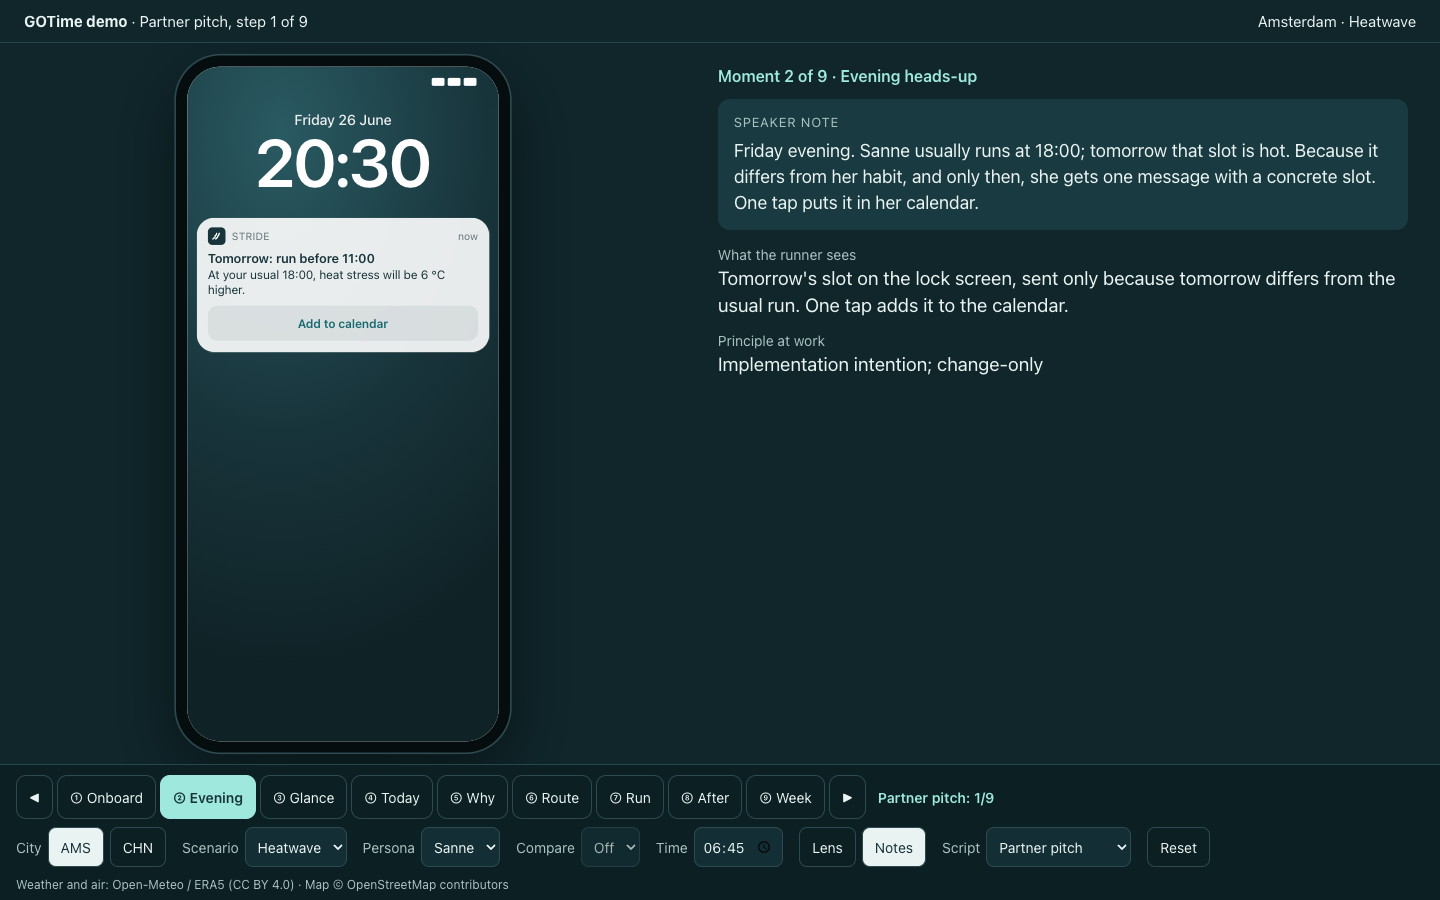 GOTime demo · Partner pitch, step 1 of 9
Amsterdam · Heatwave
Friday 26 June
20:30
STRIDE
now
Tomorrow: run before 11:00
At your usual 18:00, heat stress will be 6 °C
higher.
Add to calendar
Moment 2 of 9 · Evening heads-up
SPEAKER NOTE
Friday evening. Sanne usually runs at 18:00; tomorrow that slot is hot. Because it
differs from her habit, and only then, she gets one message with a concrete slot.
One tap puts it in her calendar.
What the runner sees
Tomorrow's slot on the lock screen, sent only because tomorrow differs from the
usual run. One tap adds it to the calendar.
Principle at work
Implementation intention; change-only
◀ ① Onboard ② Evening ③ Glance ④ Today ⑤ Why ⑥ Route ⑦ Run ⑧ After ⑨ Week ▶ Partner pitch: 1/9
City AMS CHN Scenario Heatwave Persona Sanne Compare Off Time 06:45 Lens Notes Script Partner pitch Reset
Weather and air: Open-Meteo / ERA5 (CC BY 4.0) · Map © OpenStreetMap contributors